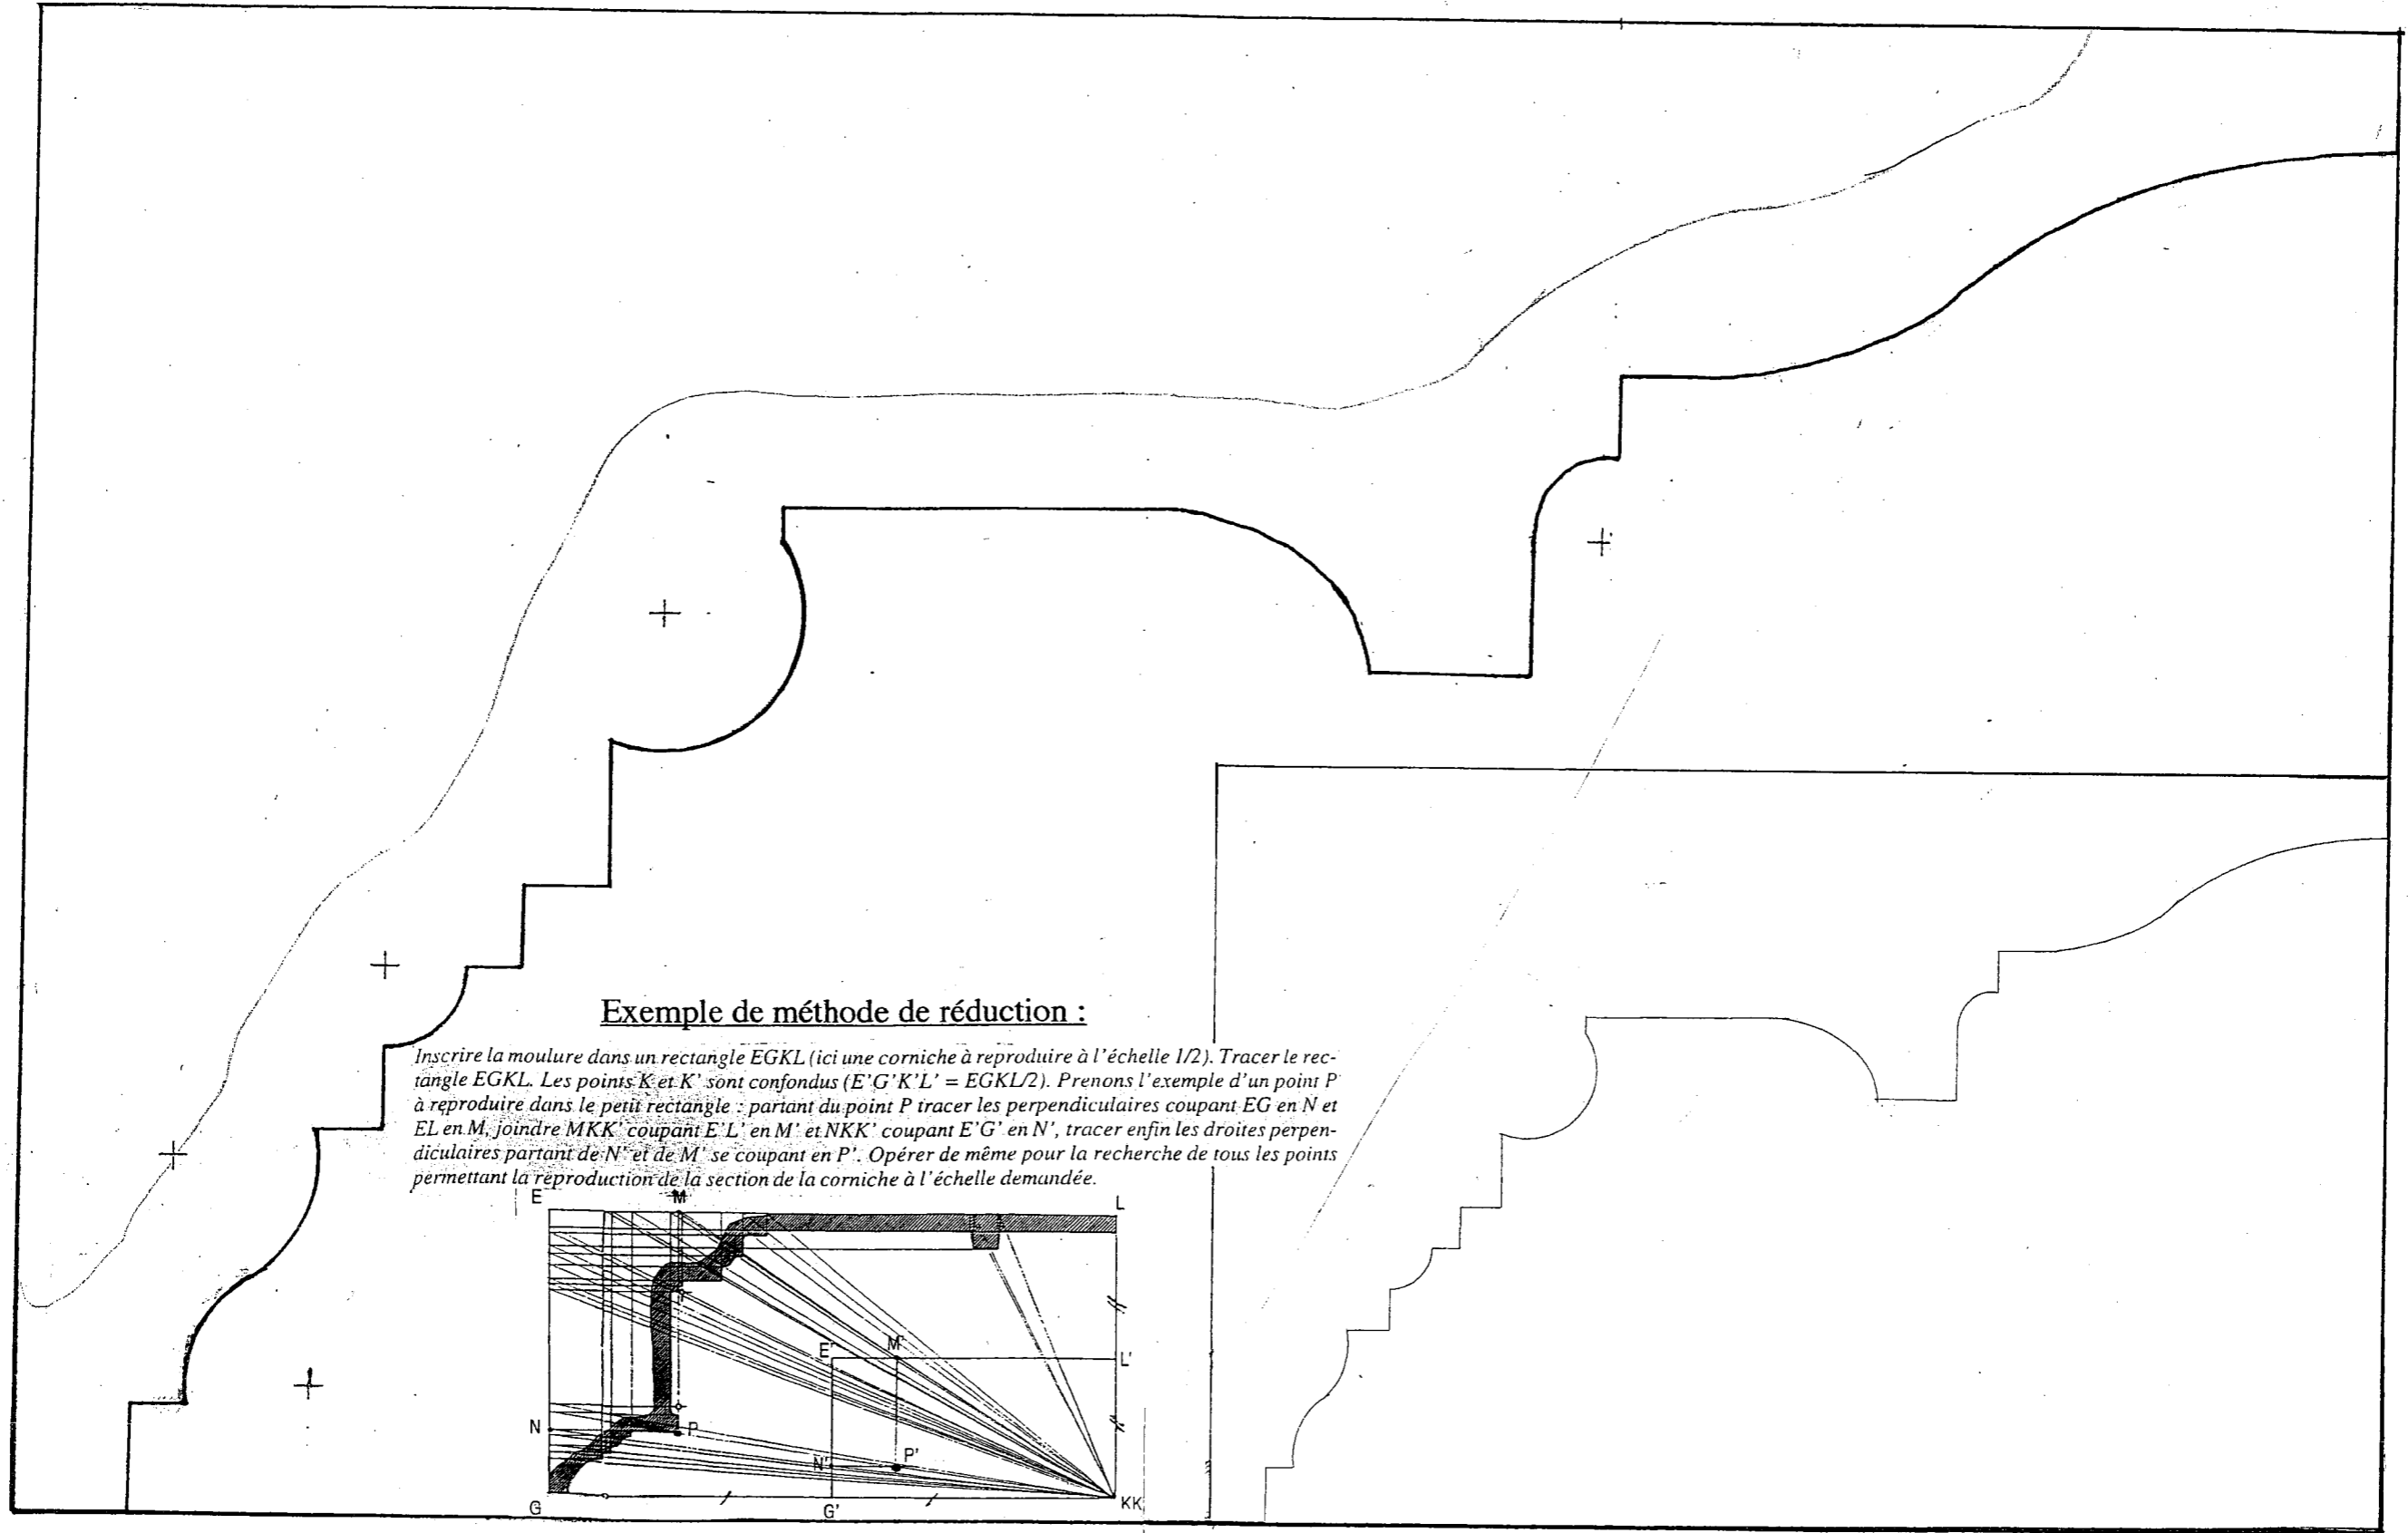 Exemple de méthode de réduction :
Inscrire la moulure dans un rectangle EGKL (ici une corniche à reproduire à l'échelle 1/2). Tracer le rec-
tangle EGKL. Les points K et K' sont confondus (E'G'K'L' = EGKL/2). Prenons l'exemple d'un point P
à reproduire dans le petit rectangle : partant du point P tracer les perpendiculaires coupant EG en N et
EL en M, joindre MKK' coupant E'L' en M' et NKK' coupant E'G' en N', tracer enfin les droites perpen-
diculaires partant de N' et de M' se coupant en P'. Opérer de même pour la recherche de tous les points
permettant la reproduction de la section de la corniche à l'échelle demandée.
E M L
E' M' L'
N P
N' P'
G G' KK